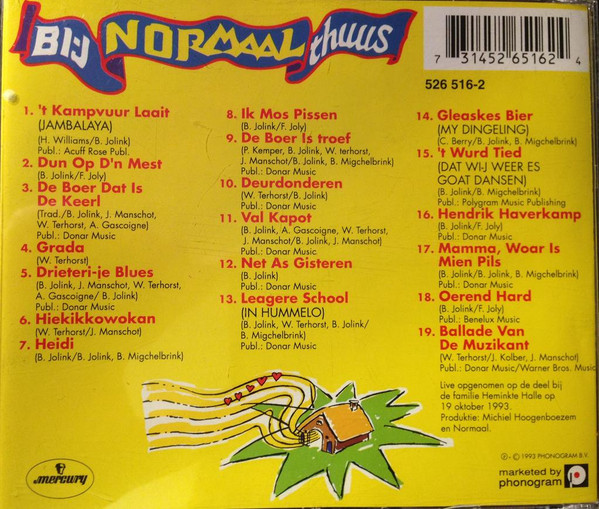 BI-J NORMAAL thuus
7 31452 65162 4
526 516-2
1. 't Kampvuur Laait
(JAMBALAYA)
(H. Williams/B. Jolink)
Publ.: Acuff Rose Publ.
2. Dun Op D'n Mest
(B. Jolink/F. Joly)
3. De Boer Dat Is
De Keerl
(Trad./B. Jolink, J. Manschot,
W. Terhorst, A. Gascoigne)
Publ.: Donar Music
4. Grada
(W. Terhorst)
5. Drieteri-je Blues
(B. Jolink, J. Manschot, W. Terhorst,
A. Gascoigne/ B. Jolink)
Publ.: Donar Music
6. Hiekikkowokan
(W. Terhorst/J. Manschot)
7. Heidi
(B. Jolink/B. Jolink, B. Migchelbrink)
8. Ik Mos Pissen
(B. Jolink/F. Joly)
9. De Boer Is troef
(P. Kemper, B. Jolink, W. terhorst,
J. Manschot/B. Jolink, B. Migchelbrink)
Publ.: Donar Music
10. Deurdonderen
(W. Terhorst/B. Jolink)
Publ.: Donar Music
11. Val Kapot
(B. Jolink, A. Gascoigne, W. Terhorst,
J. Manschot/B. Jolink, J. Manschot)
Publ.: Donar Music
12. Net As Gisteren
(B. Jolink)
Publ.: Donar Music
13. Leagere School
(IN HUMMELO)
(B. Jolink, W. Terhorst, B. Jolink/
B. Migchelbrink)
Publ.: Donar Music
14. Gleaskes Bier
(MY DINGELING)
(C. Berry/B. Jolink, B. Migchelbrink)
15. 't Wurd Tied
(DAT WI-J WEER ES
GOAT DANSEN)
(B. Jolink/B. Migchelbrink)
Publ.: Polygram Music Publishing
16. Hendrik Haverkamp
(B. Jolink/F. Joly)
Publ.: Donar Music
17. Mamma, Woar Is
Mien Pils
(B. Jolink/B. Jolink, B. Migchelbrink)
Publ.: Donar Music
18. Oerend Hard
(B. Jolink/F. Joly)
Publ.: Benelux Music
19. Ballade Van
De Muzikant
(W. Terhorst/J. Kolber, J. Manschot)
Publ.: Donar Music/Warner Bros. Music
Live opgenomen op de deel bij
de familie Heminkte Halle op
19 oktober 1993.
Produktie: Michiel Hoogenboezem
en Normaal.
℗ - © 1993 PHONOGRAM B.V.
mercury
marketed by
phonogram